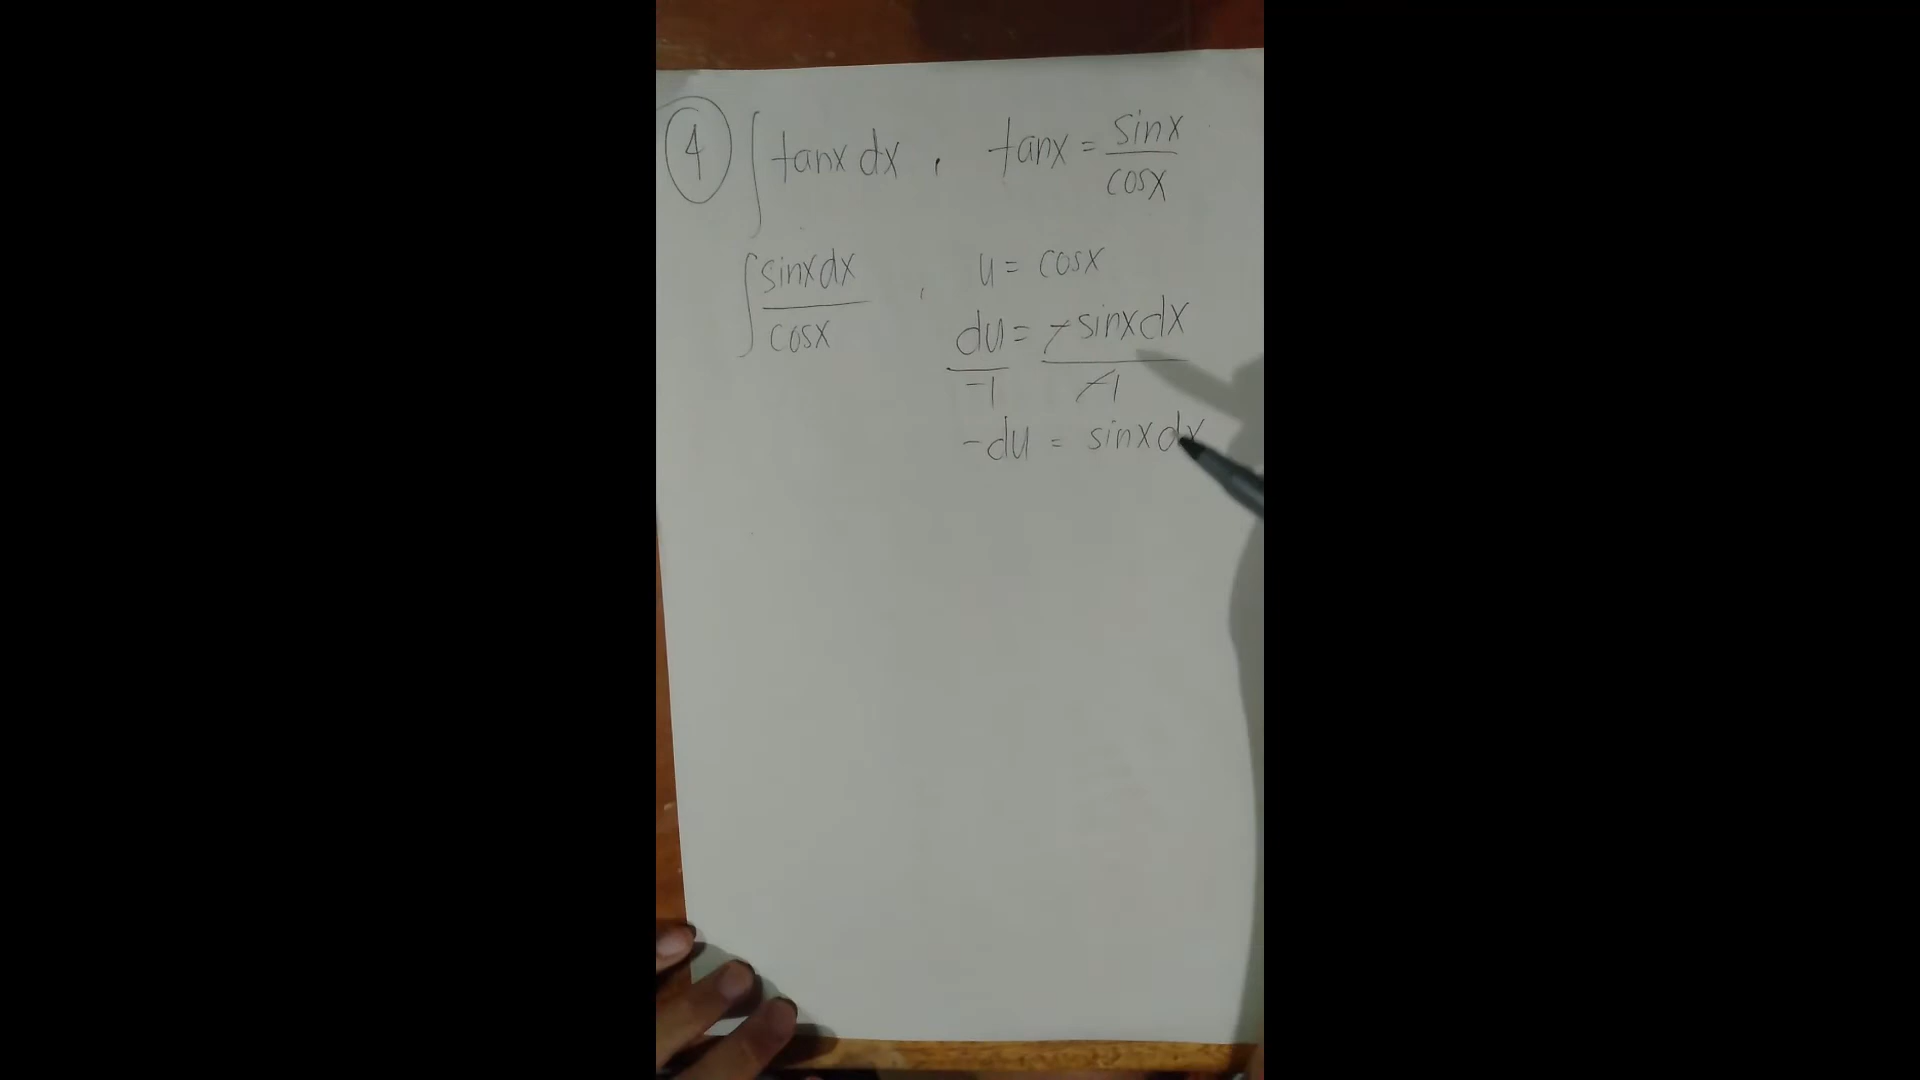 ④ ∫ tanx dx , tanx = sinx/cosx
∫ sinxdx/cosx , u = cosx
du/-1 = -sinxdx/-1
-du = sinxdx